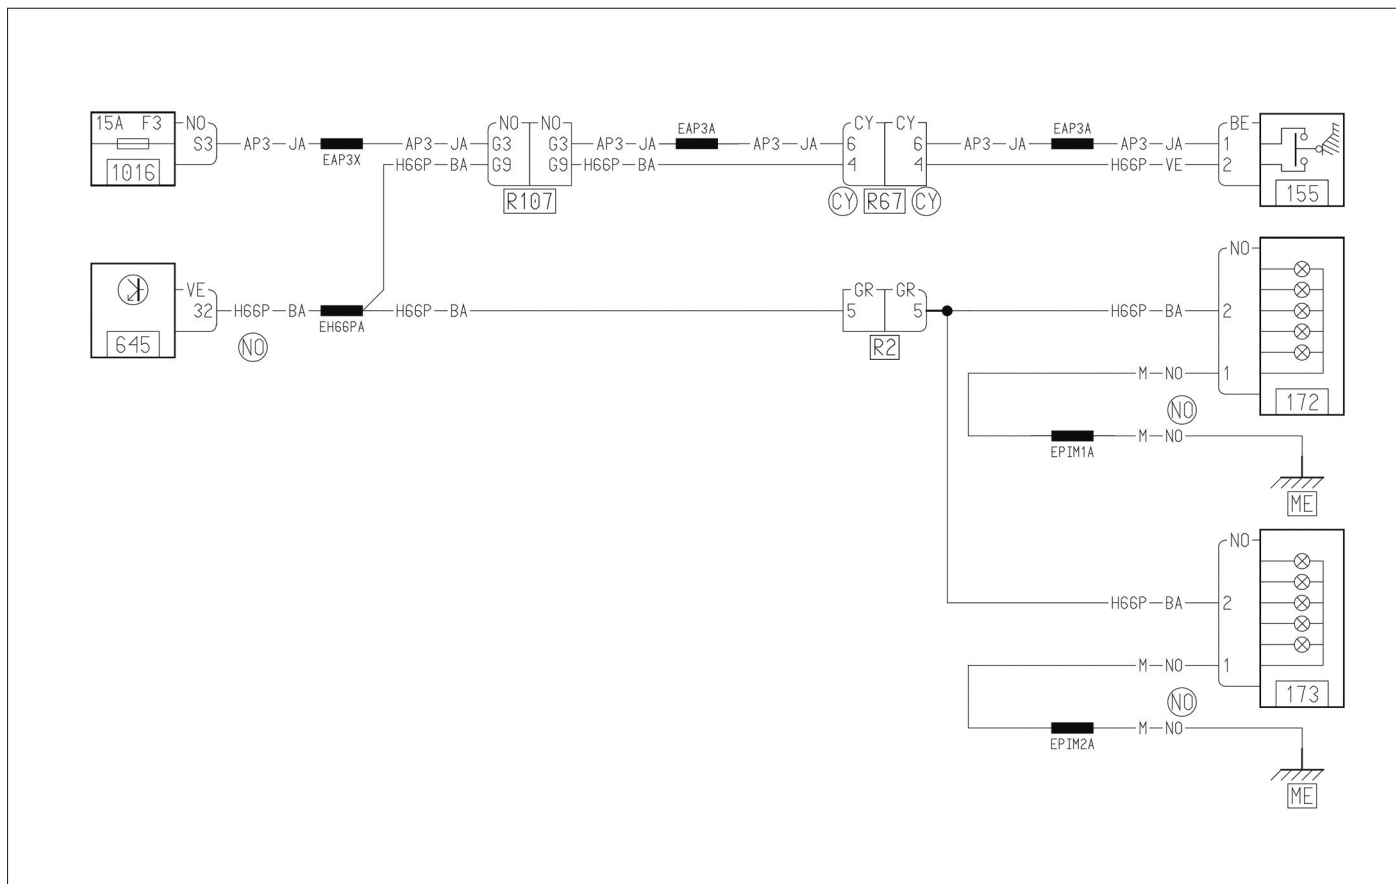 15A F3 NO
S3 AP3 JA EAP3X AP3 JA
1016
NO NO
G3 G3 AP3 JA EAP3A AP3 JA
H66P BA G9 G9 H66P BA
R107
CY CY
6 6 AP3 JA EAP3A AP3 JA
4 4 H66P VE
CY R67 CY
BE
1
2
155
VE
32 H66P BA EH66PA H66P BA
NO
645
GR GR
5 5
R2
NO
H66P BA 2
M NO 1
NO
172
EPIM1A M NO
ME
NO
H66P BA 2
M NO 1
NO
173
EPIM2A M NO
ME